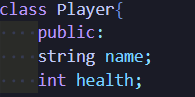 class Player{
    public:
    string name;
    int health;